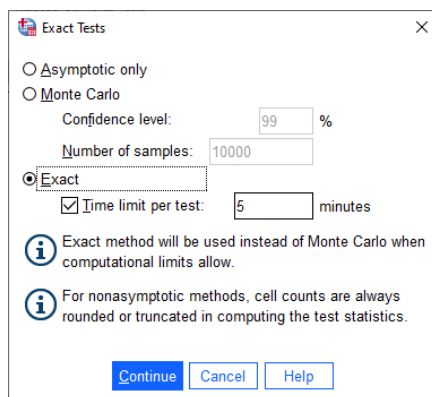 Exact Tests
Asymptotic only
Monte Carlo
Confidence level: 99 %
Number of samples: 10000
Exact
Time limit per test: 5 minutes
Exact method will be used instead of Monte Carlo when
computational limits allow.
For nonasymptotic methods, cell counts are always
rounded or truncated in computing the test statistics.
Continue Cancel Help